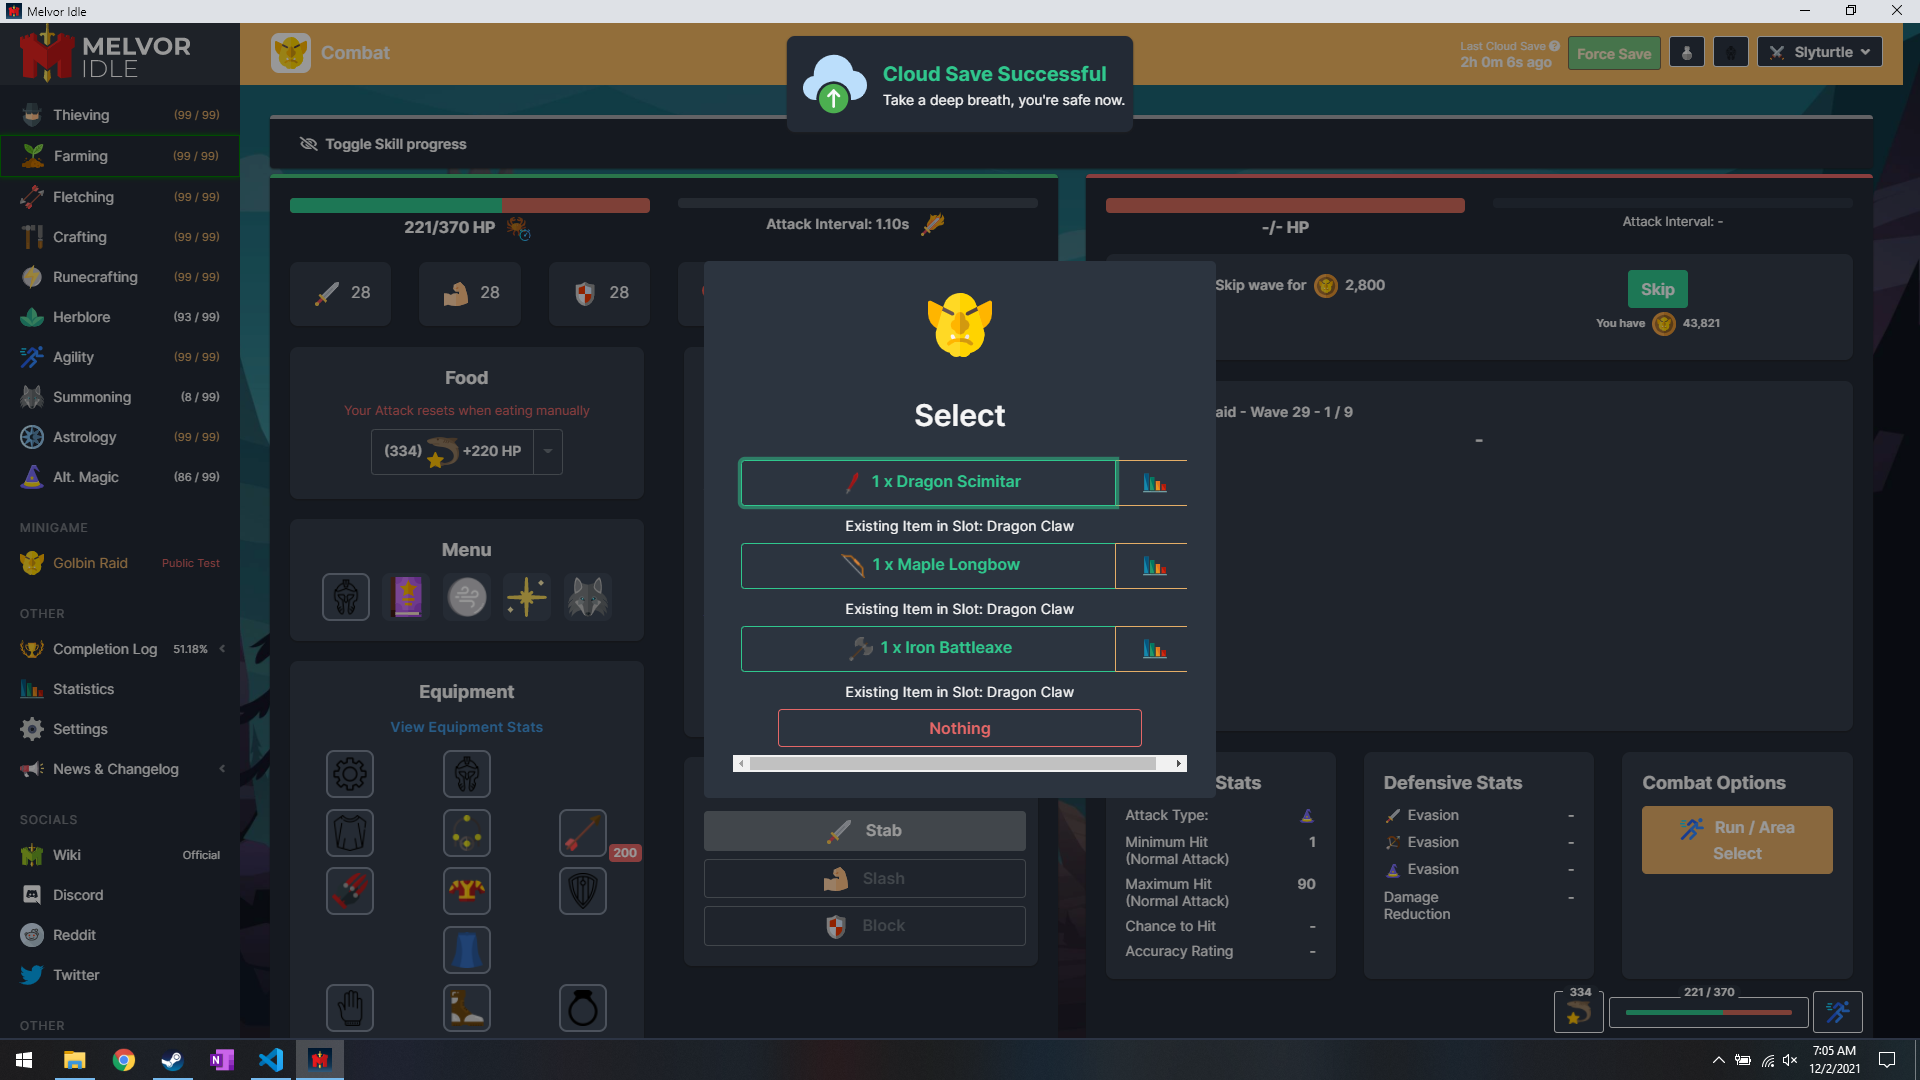 Melvor Idle
MELVOR
IDLE
Combat
Cloud Save Successful
Take a deep breath, you're safe now.
Last Cloud Save
2h 0m 6s ago
Force Save
Slyturtle
Thieving (99 / 99)
Farming (99 / 99)
Fletching (99 / 99)
Crafting (99 / 99)
Runecrafting (99 / 99)
Herblore (93 / 99)
Agility (99 / 99)
Summoning (8 / 99)
Astrology (99 / 99)
Alt. Magic (86 / 99)
MINIGAME
Golbin Raid Public Test
OTHER
Completion Log 51.18%
Statistics
Settings
News & Changelog
SOCIALS
Wiki Official
Discord
Reddit
Twitter
OTHER
Toggle Skill progress
221/370 HP
Attack Interval: 1.10s
28
28
28
Food
Your Attack resets when eating manually
(334) +220 HP
Menu
Equipment
View Equipment Stats
200
Select
1 x Dragon Scimitar
Existing Item in Slot: Dragon Claw
1 x Maple Longbow
Existing Item in Slot: Dragon Claw
1 x Iron Battleaxe
Existing Item in Slot: Dragon Claw
Nothing
Stab
Slash
Block
-/- HP
Attack Interval: -
Skip wave for 2,800
Skip
You have 43,821
aid - Wave 29 - 1 / 9
-
Stats
Attack Type:
Minimum Hit 1
(Normal Attack)
Maximum Hit 90
(Normal Attack)
Chance to Hit -
Accuracy Rating -
Defensive Stats
Evasion -
Evasion -
Evasion -
Damage -
Reduction
Combat Options
Run / Area
Select
334
221 / 370
7:05 AM
12/2/2021